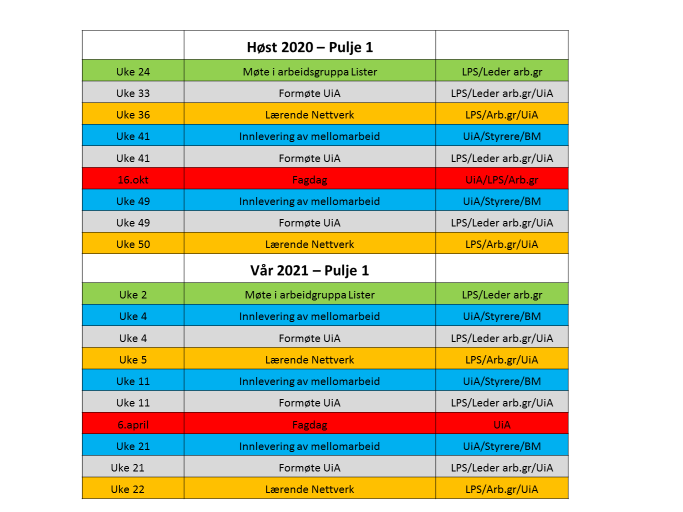 Høst 2020 – Pulje 1
Uke 24 Møte i arbeidsgruppa Lister LPS/Leder arb.gr
Uke 33 Formøte UiA LPS/Leder arb.gr/UiA
Uke 36 Lærende Nettverk LPS/Arb.gr/UiA
Uke 41 Innlevering av mellomarbeid UiA/Styrere/BM
Uke 41 Formøte UiA LPS/Leder arb.gr/UiA
16.okt Fagdag UiA/LPS/Arb.gr
Uke 49 Innlevering av mellomarbeid UiA/Styrere/BM
Uke 49 Formøte UiA LPS/Leder arb.gr/UiA
Uke 50 Lærende Nettverk LPS/Arb.gr/UiA
Vår 2021 – Pulje 1
Uke 2 Møte i arbeidsgruppa Lister LPS/Leder arb.gr
Uke 4 Innlevering av mellomarbeid UiA/Styrere/BM
Uke 4 Formøte UiA LPS/Leder arb.gr/UiA
Uke 5 Lærende Nettverk LPS/Arb.gr/UiA
Uke 11 Innlevering av mellomarbeid UiA/Styrere/BM
Uke 11 Formøte UiA LPS/Leder arb.gr/UiA
6.april Fagdag UiA
Uke 21 Innlevering av mellomarbeid UiA/Styrere/BM
Uke 21 Formøte UiA LPS/Leder arb.gr/UiA
Uke 22 Lærende Nettverk LPS/Arb.gr/UiA